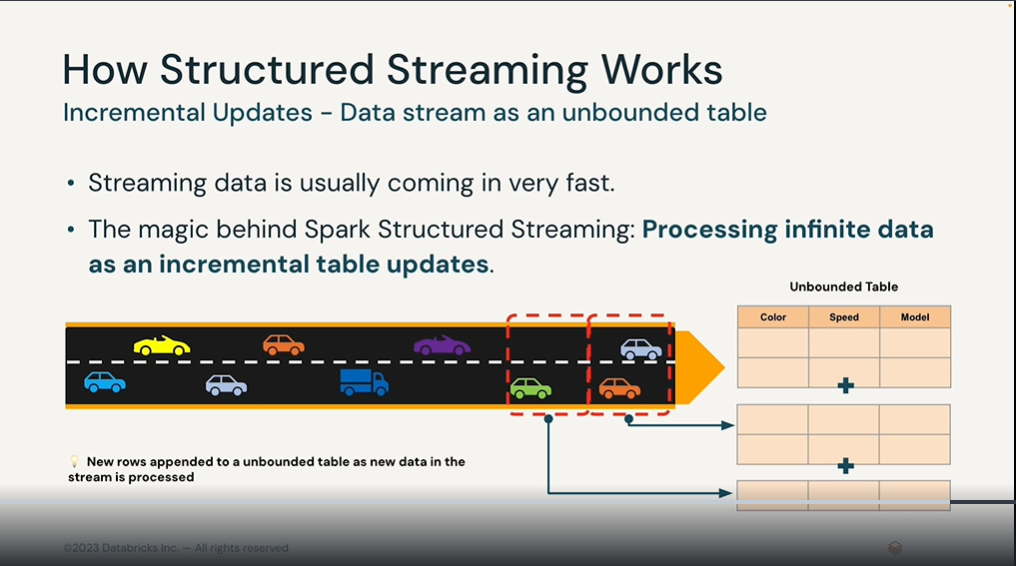 How Structured Streaming Works
Incremental Updates - Data stream as an unbounded table
• Streaming data is usually coming in very fast.
• The magic behind Spark Structured Streaming: Processing infinite data
as an incremental table updates.
Unbounded Table
Color Speed Model
💡 New rows appended to a unbounded table as new data in the
stream is processed
©2023 Databricks Inc. — All rights reserved